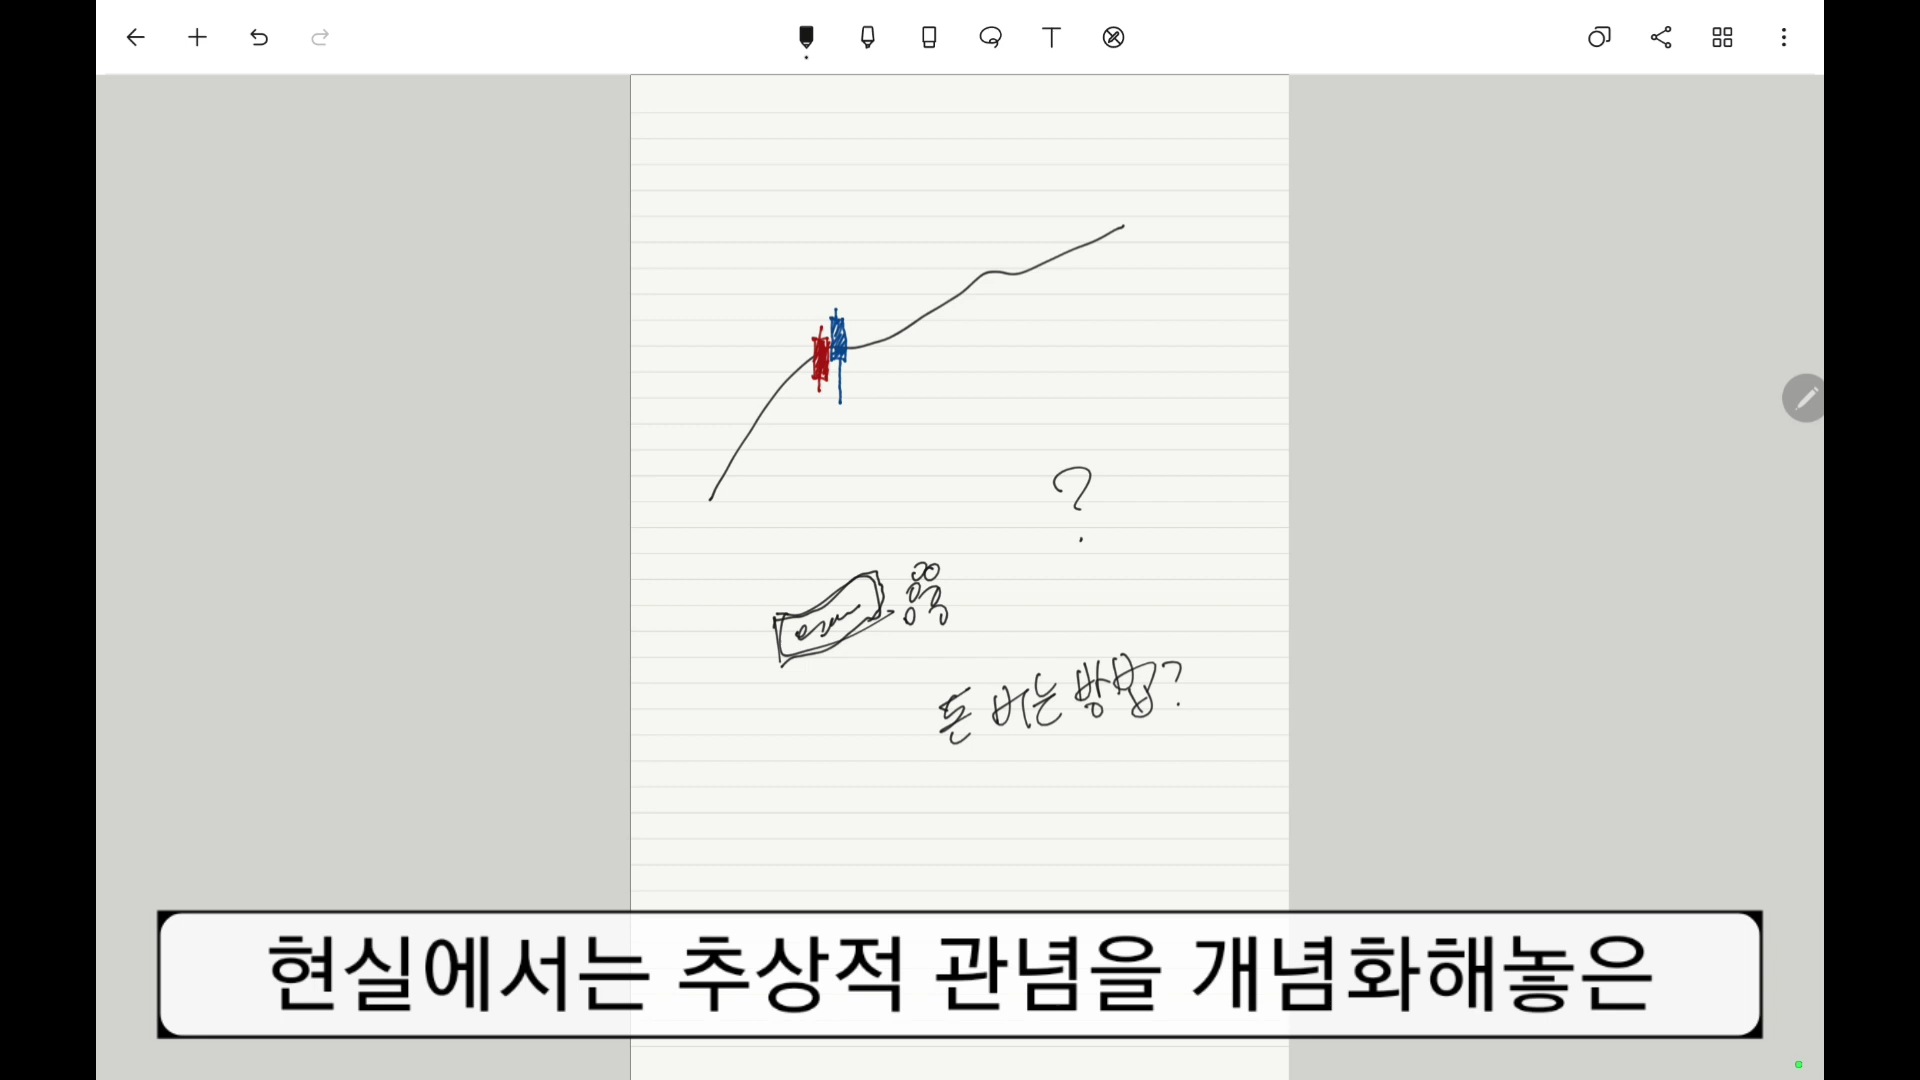 ?
돈 버는 방법?
현실에서는 추상적 관념을 개념화해놓은